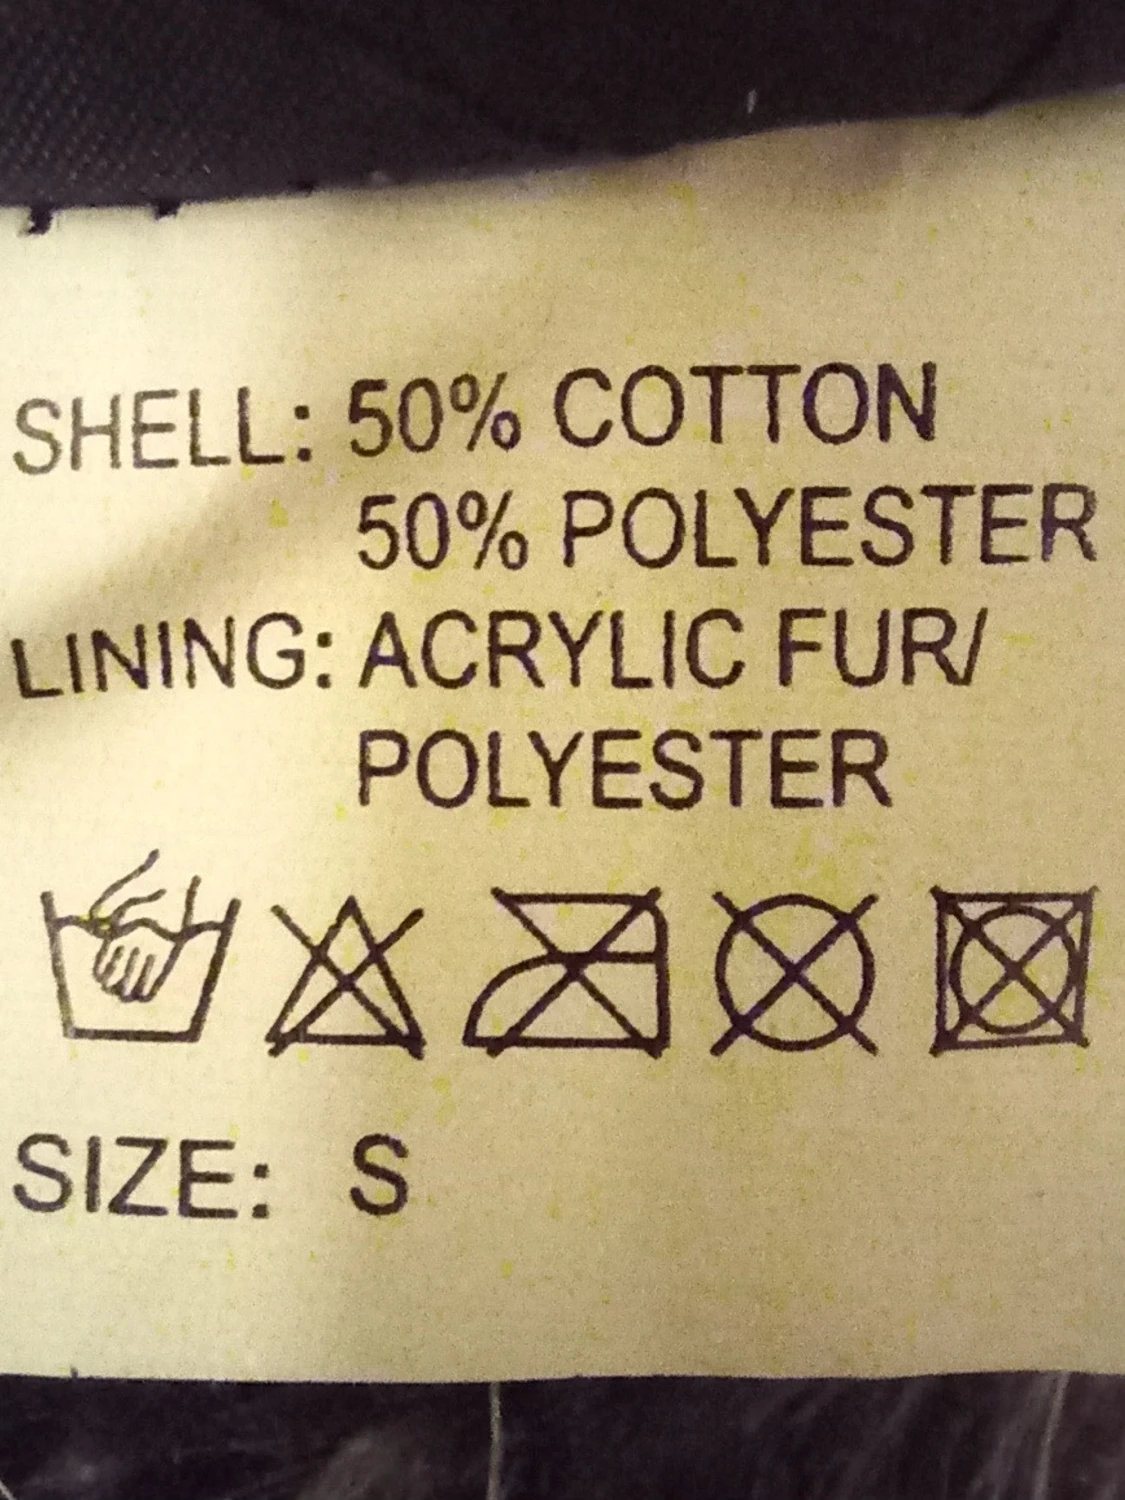 SHELL: 50% COTTON
50% POLYESTER
LINING: ACRYLIC FUR/
POLYESTER
SIZE: S